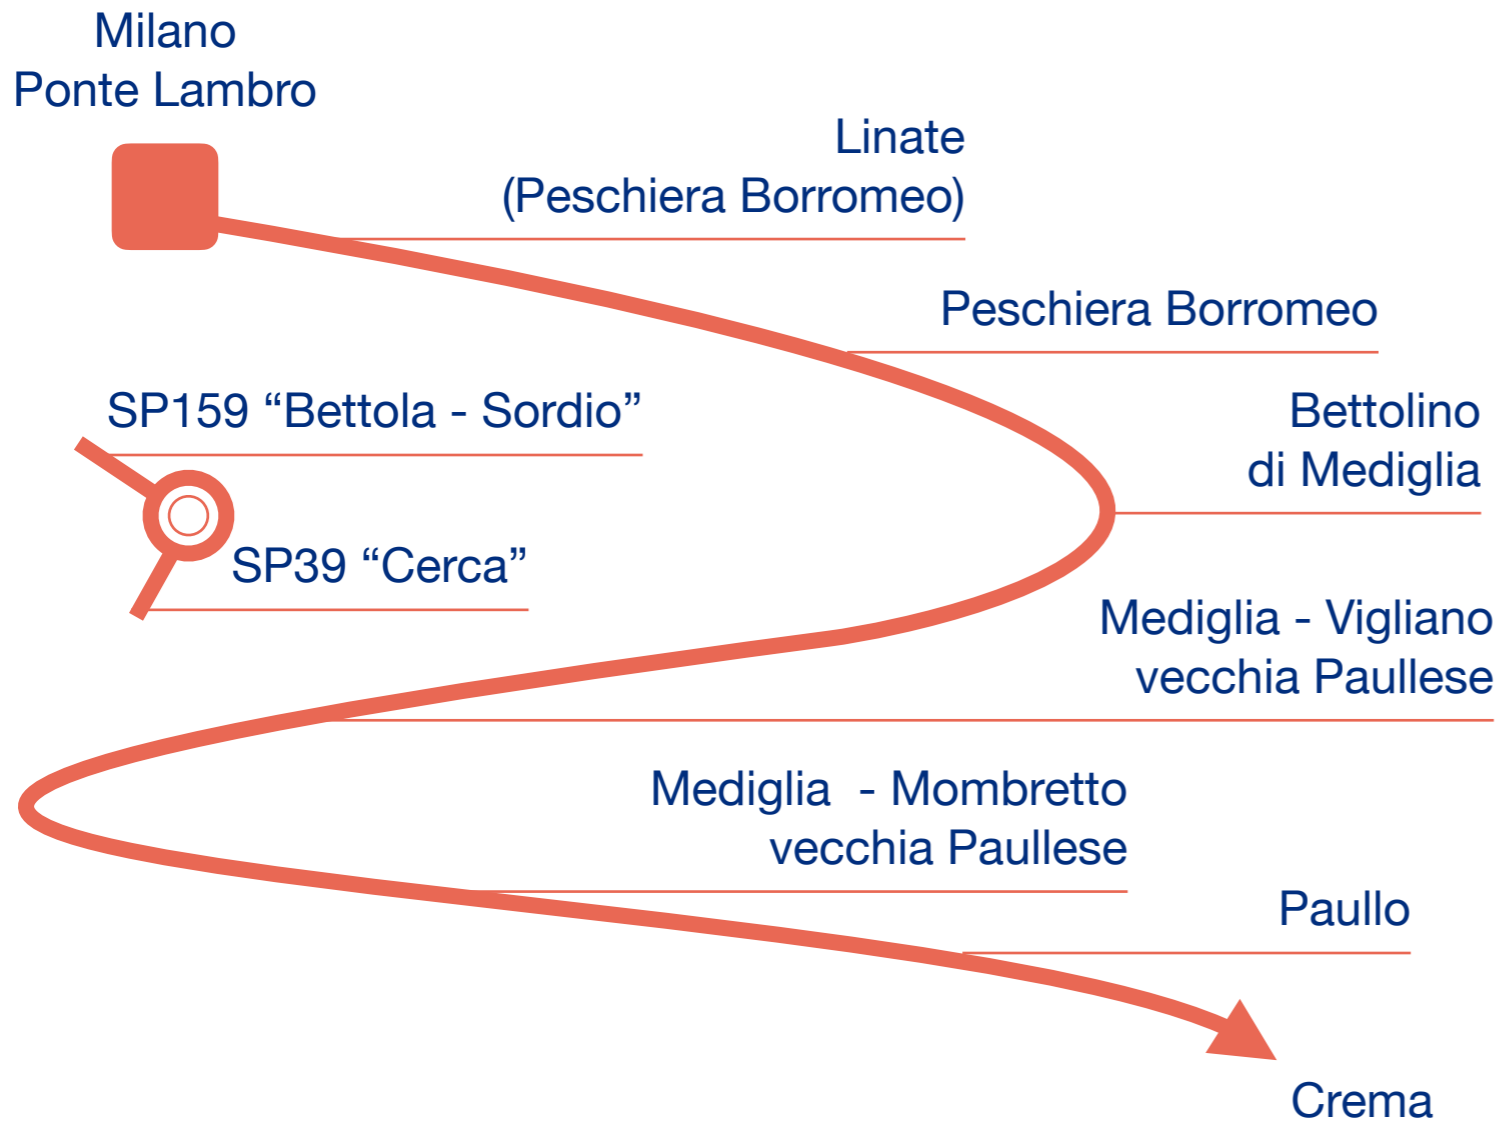 Milano
Ponte Lambro
Linate
(Peschiera Borromeo)
Peschiera Borromeo
SP159 “Bettola - Sordio”
Bettolino
di Mediglia
SP39 “Cerca”
Mediglia - Vigliano
vecchia Paullese
Mediglia  - Mombretto
vecchia Paullese
Paullo
Crema